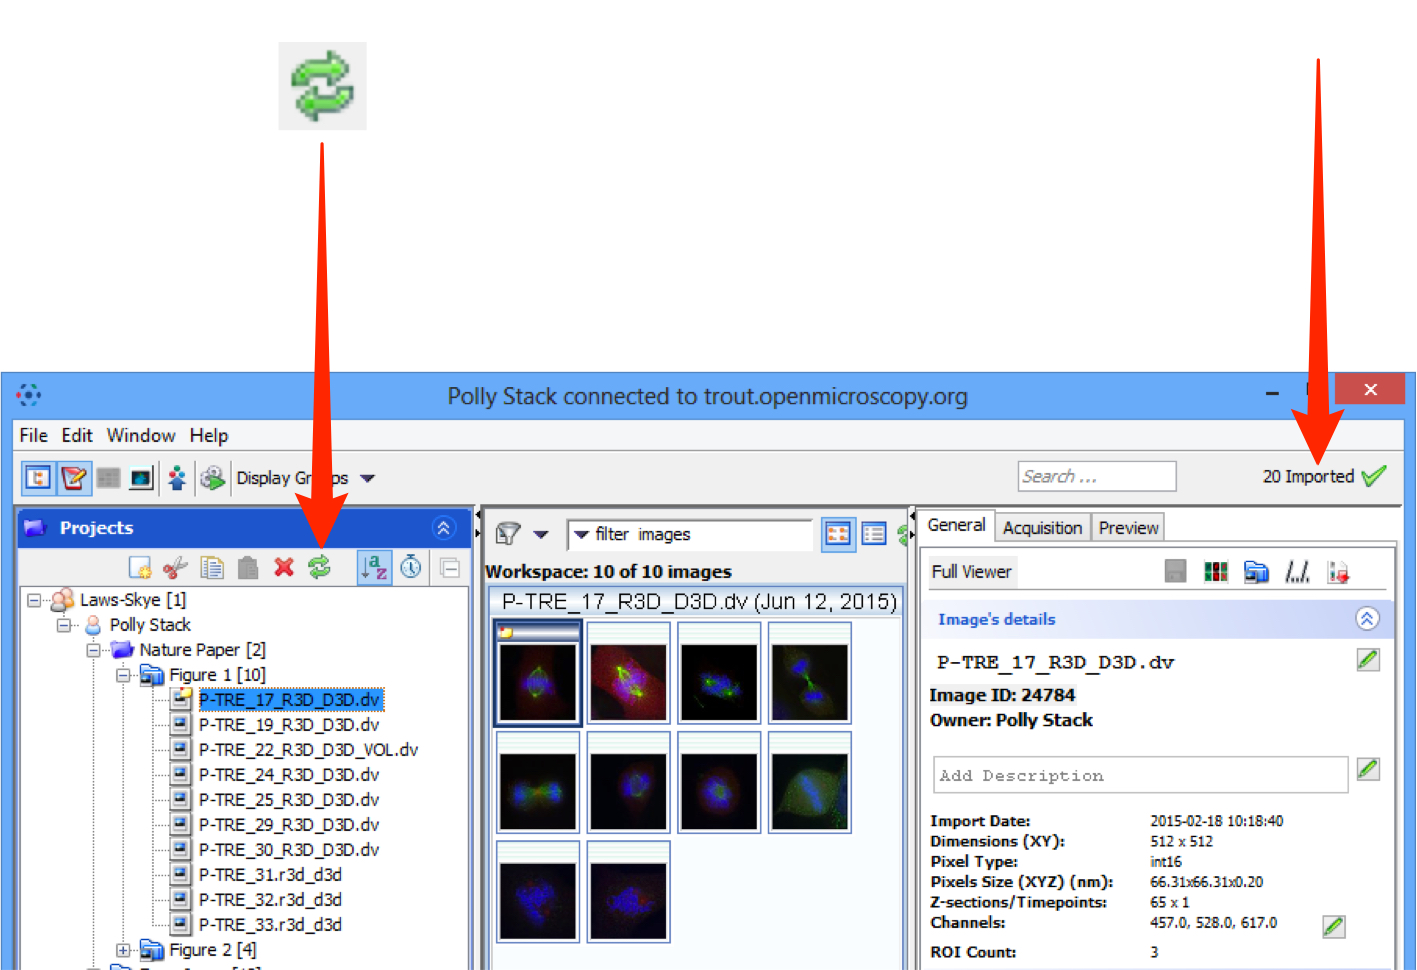 Polly Stack connected to trout.openmicroscopy.org
File Edit Window Help
Display Gr ps
Search ...
20 Imported
Projects
filter images
Workspace: 10 of 10 images
P-TRE_17_R3D_D3D.dv (Jun 12, 2015)
Laws-Skye [1]
Polly Stack
Nature Paper [2]
Figure 1 [10]
P-TRE_17_R3D_D3D.dv
P-TRE_19_R3D_D3D.dv
P-TRE_22_R3D_D3D_VOL.dv
P-TRE_24_R3D_D3D.dv
P-TRE_25_R3D_D3D.dv
P-TRE_29_R3D_D3D.dv
P-TRE_30_R3D_D3D.dv
P-TRE_31.r3d_d3d
P-TRE_32.r3d_d3d
P-TRE_33.r3d_d3d
Figure 2 [4]
General Acquisition Preview
Full Viewer
Image's details
P-TRE_17_R3D_D3D.dv
Image ID: 24784
Owner: Polly Stack
Add Description
Import Date: 2015-02-18 10:18:40
Dimensions (XY): 512 x 512
Pixel Type: int16
Pixels Size (XYZ) (nm): 66.31x66.31x0.20
Z-sections/Timepoints: 65 x 1
Channels: 457.0, 528.0, 617.0
ROI Count: 3